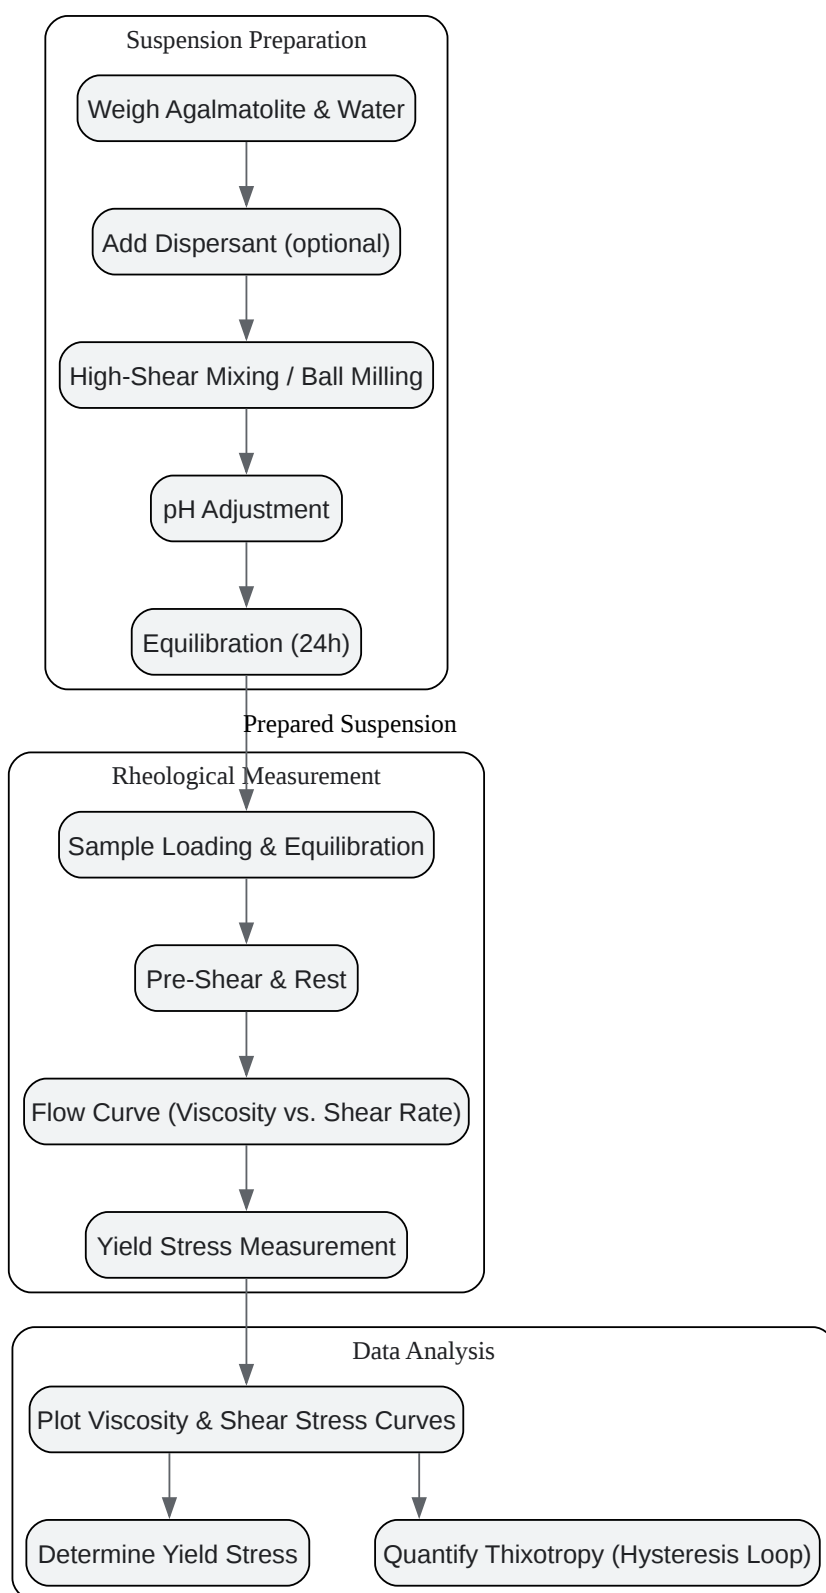 Suspension Preparation
Weigh Agalmatolite & Water
Add Dispersant (optional)
High-Shear Mixing / Ball Milling
pH Adjustment
Equilibration (24h)
Prepared Suspension
Rheological Measurement
Sample Loading & Equilibration
Pre-Shear & Rest
Flow Curve (Viscosity vs. Shear Rate)
Yield Stress Measurement
Data Analysis
Plot Viscosity & Shear Stress Curves
Determine Yield Stress
Quantify Thixotropy (Hysteresis Loop)